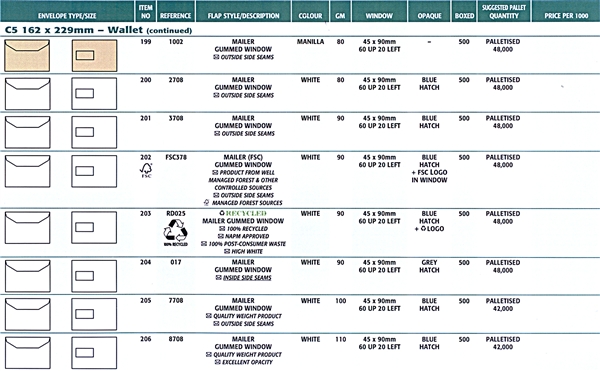 ENVELOPE TYPE/SIZE ITEM NO REFERENCE FLAP STYLE/DESCRIPTION COLOUR GM WINDOW OPAQUE BOXED SUGGESTED PALLET QUANTITY PRICE PER 1000
C5 162 x 229mm – Wallet (continued)
199 1002 MAILER MANILLA 80 45 x 90mm – 500 PALLETISED
GUMMED WINDOW 60 UP 20 LEFT 48,000
OUTSIDE SIDE SEAMS
200 2708 MAILER WHITE 80 45 x 90mm BLUE 500 PALLETISED
GUMMED WINDOW 60 UP 20 LEFT HATCH 48,000
OUTSIDE SIDE SEAMS
201 3708 MAILER WHITE 90 45 x 90mm BLUE 500 PALLETISED
GUMMED WINDOW 60 UP 20 LEFT HATCH 48,000
OUTSIDE SIDE SEAMS
202 FSC378 MAILER (FSC) WHITE 90 45 x 90mm BLUE 500 PALLETISED
GUMMED WINDOW 60 UP 20 LEFT HATCH 48,000
PRODUCT FROM WELL + FSC LOGO
MANAGED FOREST & OTHER IN WINDOW
FSC CONTROLLED SOURCES
OUTSIDE SIDE SEAMS
MANAGED FOREST SOURCES
203 RD025 RECYCLED WHITE 90 45 x 90mm BLUE 500 PALLETISED
MAILER GUMMED WINDOW 60 UP 20 LEFT HATCH 48,000
100% RECYCLED + LOGO
NAPM APPROVED
100% RECYCLED 100% POST-CONSUMER WASTE
HIGH WHITE
204 017 MAILER WHITE 90 45 x 90mm GREY 500 PALLETISED
GUMMED WINDOW 60 UP 20 LEFT HATCH 48,000
INSIDE SIDE SEAMS
205 7708 MAILER WHITE 100 45 x 90mm BLUE 500 PALLETISED
GUMMED WINDOW 60 UP 20 LEFT HATCH 42,000
QUALITY WEIGHT PRODUCT
OUTSIDE SIDE SEAMS
206 8708 MAILER WHITE 110 45 x 90mm BLUE 500 PALLETISED
GUMMED WINDOW 60 UP 20 LEFT HATCH 42,000
QUALITY WEIGHT PRODUCT
EXCELLENT OPACITY